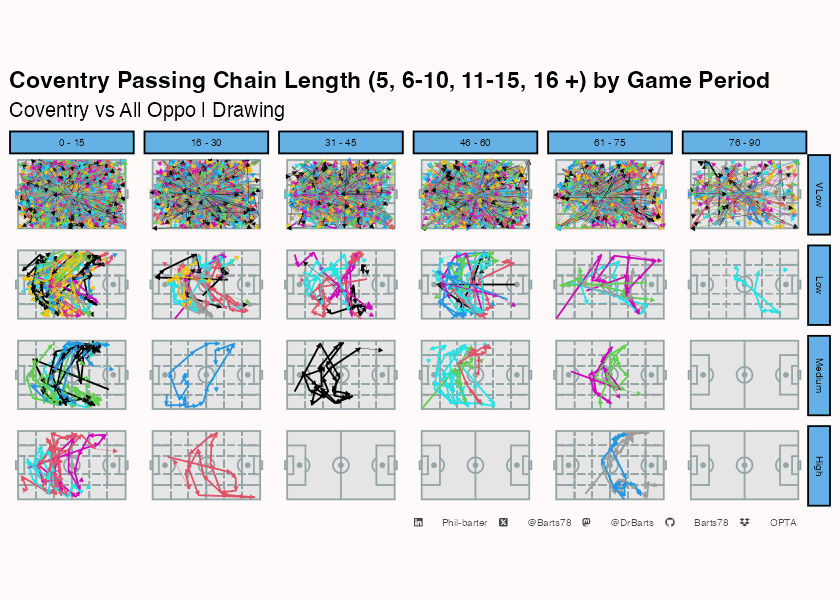 Coventry Passing Chain Length (5, 6-10, 11-15, 16 +) by Game Period
Coventry vs All Oppo | Drawing
0 - 15 16 - 30 31 - 45 46 - 60 61 - 75 76 - 90
VLow
Low
Medium
High
Phil-barter @Barts78 @DrBarts Barts78 OPTA